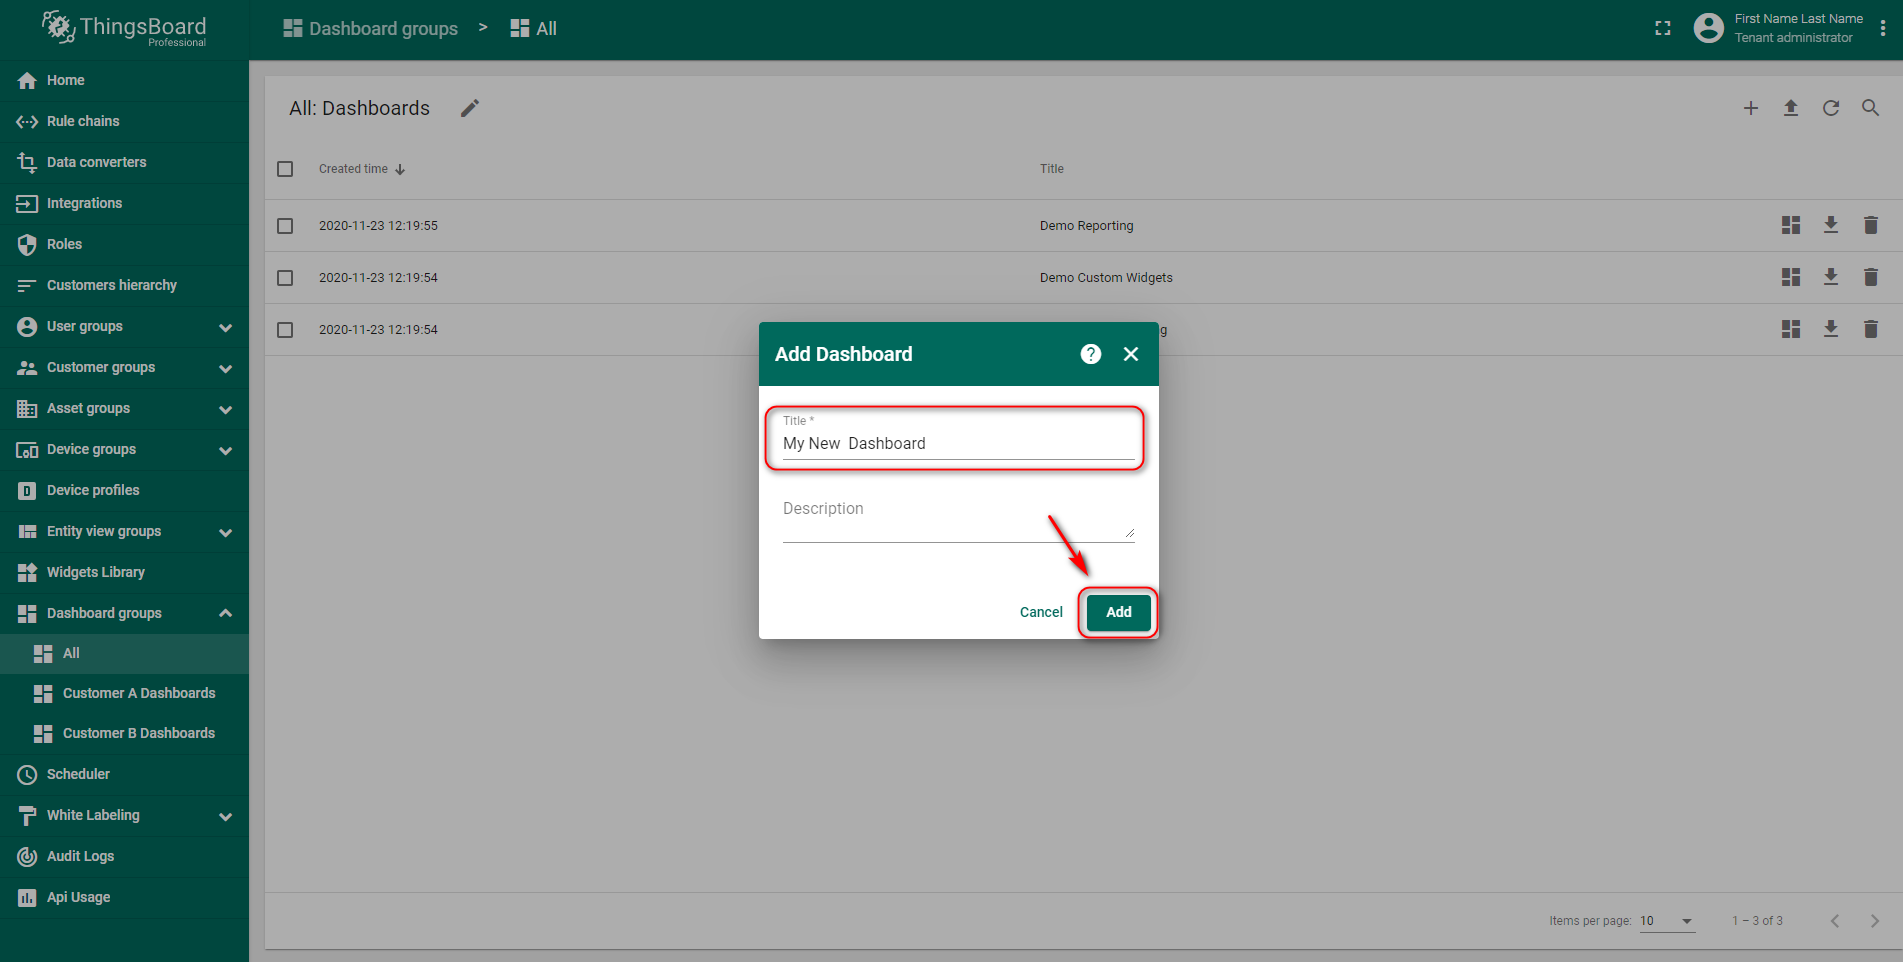 ThingsBoard
Professional
Dashboard groups > All
First Name Last Name
Tenant administrator
Home
Rule chains
Data converters
Integrations
Roles
Customers hierarchy
User groups
Customer groups
Asset groups
Device groups
Device profiles
Entity view groups
Widgets Library
Dashboard groups
All
Customer A Dashboards
Customer B Dashboards
Scheduler
White Labeling
Audit Logs
Api Usage
All: Dashboards
Created time Title
2020-11-23 12:19:55 Demo Reporting
2020-11-23 12:19:54 Demo Custom Widgets
2020-11-23 12:19:54
Add Dashboard
Title *
My New  Dashboard
Description
Cancel Add
Items per page: 10 1 – 3 of 3